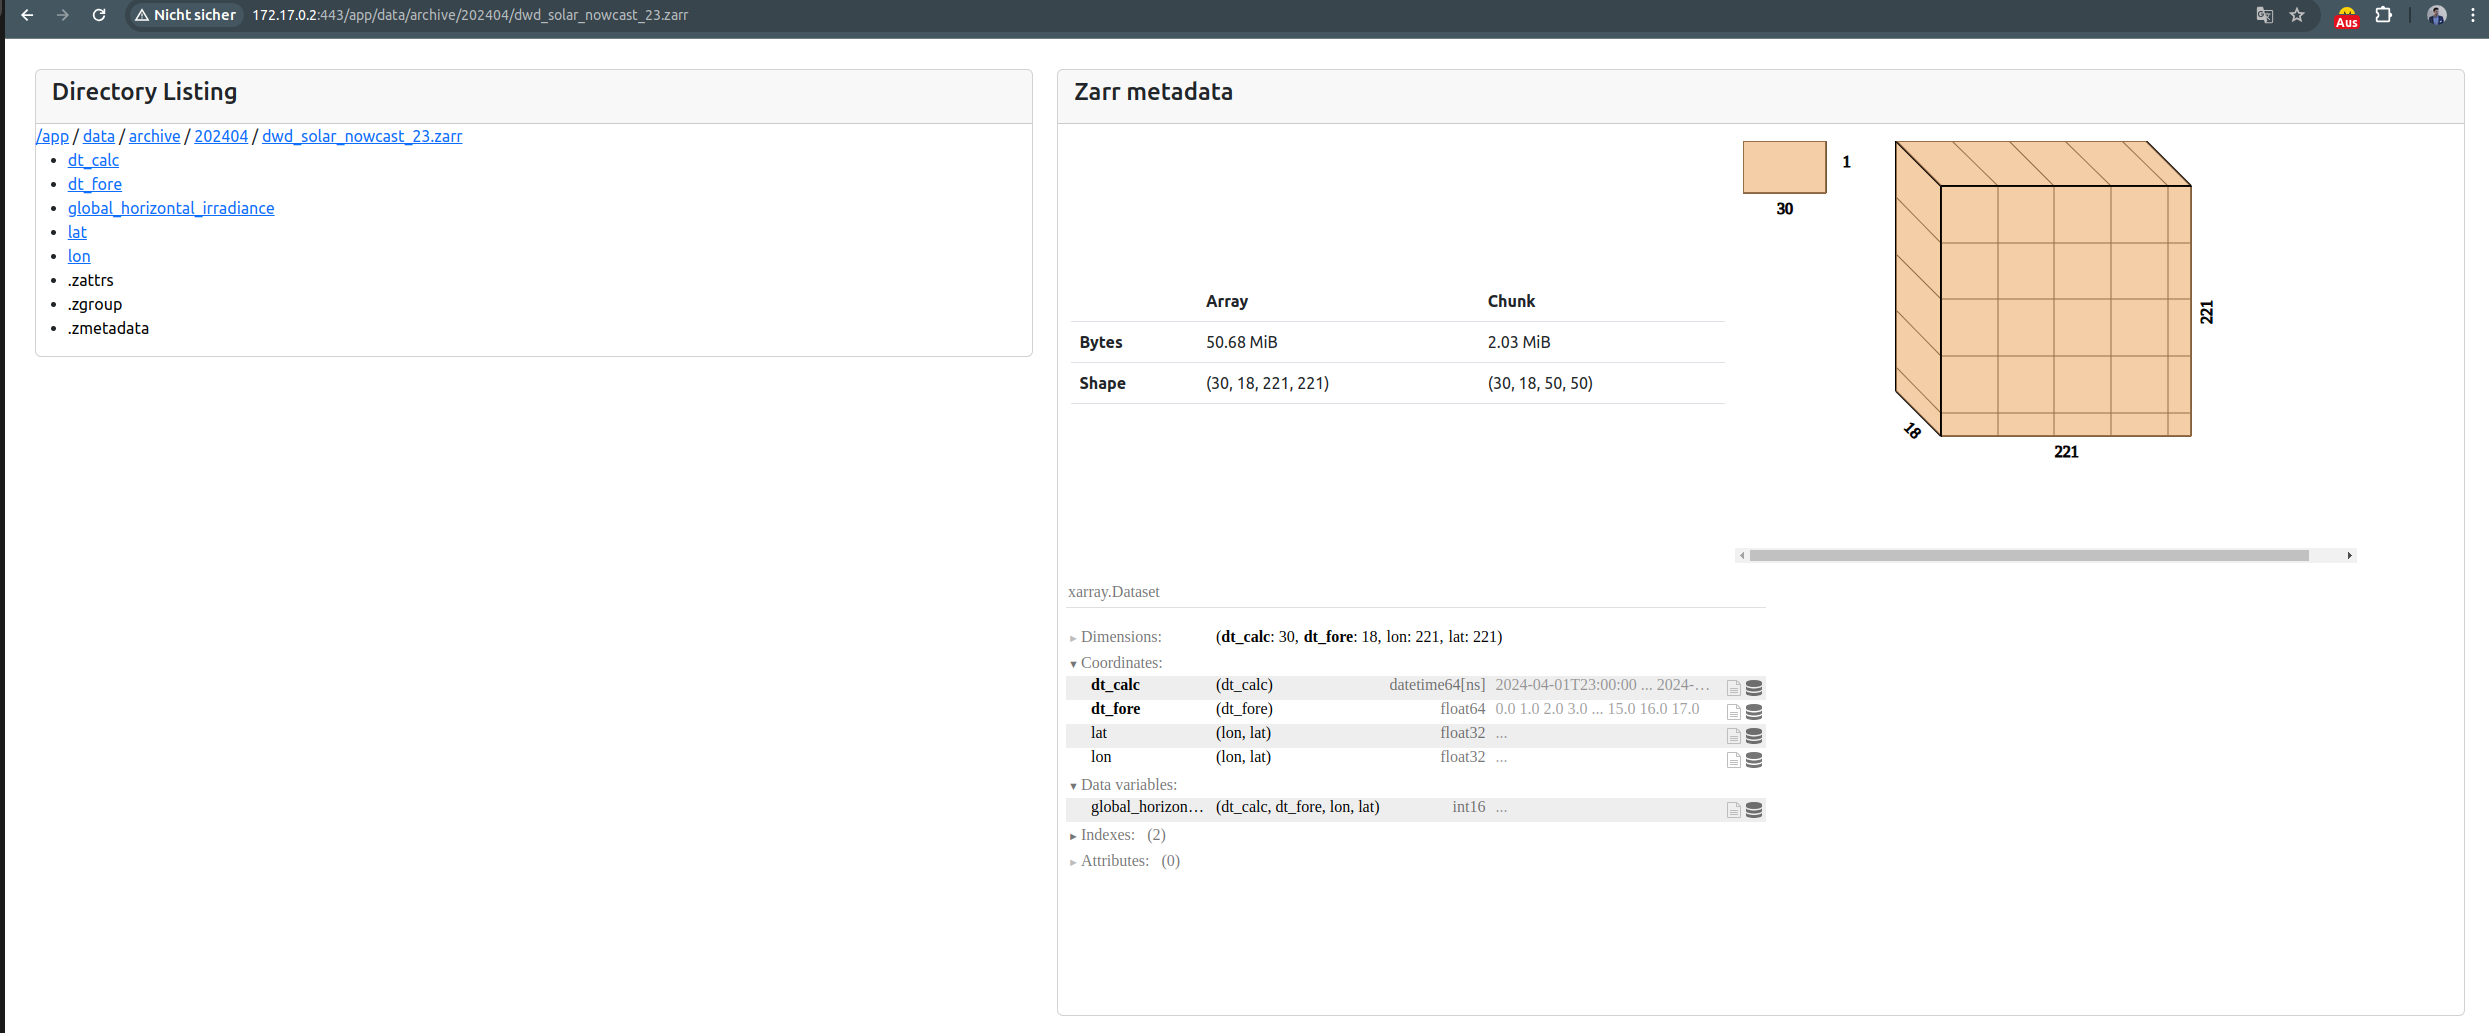 Nicht sicher 172.17.0.2:443/app/data/archive/202404/dwd_solar_nowcast_23.zarr
Aus
Directory Listing
/app / data / archive / 202404 / dwd_solar_nowcast_23.zarr
dt_calc
dt_fore
global_horizontal_irradiance
lat
lon
.zattrs
.zgroup
.zmetadata
Zarr metadata
Array Chunk
Bytes 50.68 MiB 2.03 MiB
Shape (30, 18, 221, 221) (30, 18, 50, 50)
1
30
221
18
221
xarray.Dataset
Dimensions: (dt_calc: 30, dt_fore: 18, lon: 221, lat: 221)
Coordinates:
dt_calc (dt_calc) datetime64[ns] 2024-04-01T23:00:00 ... 2024-...
dt_fore (dt_fore) float64 0.0 1.0 2.0 3.0 ... 15.0 16.0 17.0
lat (lon, lat) float32 ...
lon (lon, lat) float32 ...
Data variables:
global_horizon... (dt_calc, dt_fore, lon, lat) int16 ...
Indexes: (2)
Attributes: (0)